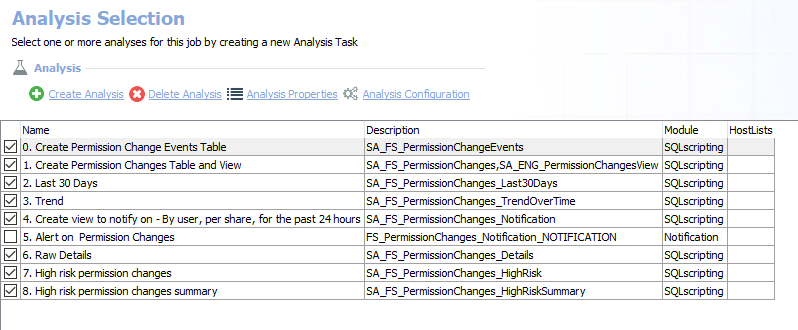 Analysis Selection
Select one or more analyses for this job by creating a new Analysis Task
Analysis
Create Analysis Delete Analysis Analysis Properties Analysis Configuration
Name Description Module HostLists
0. Create Permission Change Events Table SA_FS_PermissionChangeEvents SQLscripting
1. Create Permission Changes Table and View SA_FS_PermissionChanges,SA_ENG_PermissionChangesView SQLscripting
2. Last 30 Days SA_FS_PermissionChanges_Last30Days SQLscripting
3. Trend SA_FS_PermissionChanges_TrendOverTime SQLscripting
4. Create view to notify on - By user, per share, for the past 24 hours SA_FS_PermissionChanges_Notification SQLscripting
5. Alert on  Permission Changes FS_PermissionChanges_Notification_NOTIFICATION Notification
6. Raw Details SA_FS_PermissionChanges_Details SQLscripting
7. High risk permission changes SA_FS_PermissionChanges_HighRisk SQLscripting
8. High risk permission changes summary SA_FS_PermissionChanges_HighRiskSummary SQLscripting